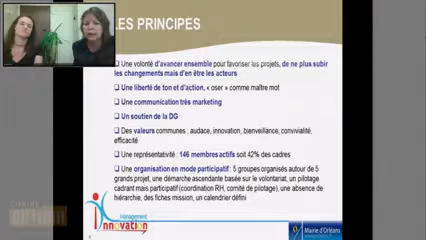 LES PRINCIPES
Une volonté d'avancer ensemble pour favoriser les projets, de ne plus subir
les changements mais d'en être les acteurs
Une liberté de ton et d'action, « oser » comme maître mot
Une communication très marketing
Un soutien de la DG
Des valeurs communes : audace, innovation, bienveillance, convivialité,
efficacité
Une représentativité : 146 membres actifs soit 42% des cadres
Une organisation en mode participatif : 5 groupes organisés autour de 5
grands projet, une démarche ascendante basée sur le volontariat, un pilotage
cadrant mais participatif (coordination RH, comité de pilotage), une absence de
hiérarchie, des fiches mission, un calendrier défini
Management
Innovation
Mairie d'Orléans